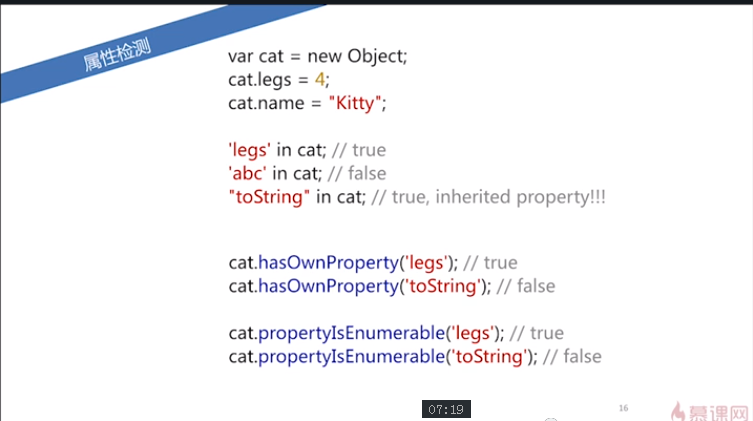 属性检测
var cat = new Object;
cat.legs = 4;
cat.name = "Kitty";
'legs' in cat; // true
'abc' in cat; // false
"toString" in cat; // true, inherited property!!!
cat.hasOwnProperty('legs'); // true
cat.hasOwnProperty('toString'); // false
cat.propertyIsEnumerable('legs'); // true
cat.propertyIsEnumerable('toString'); // false
07:19
16
慕课网